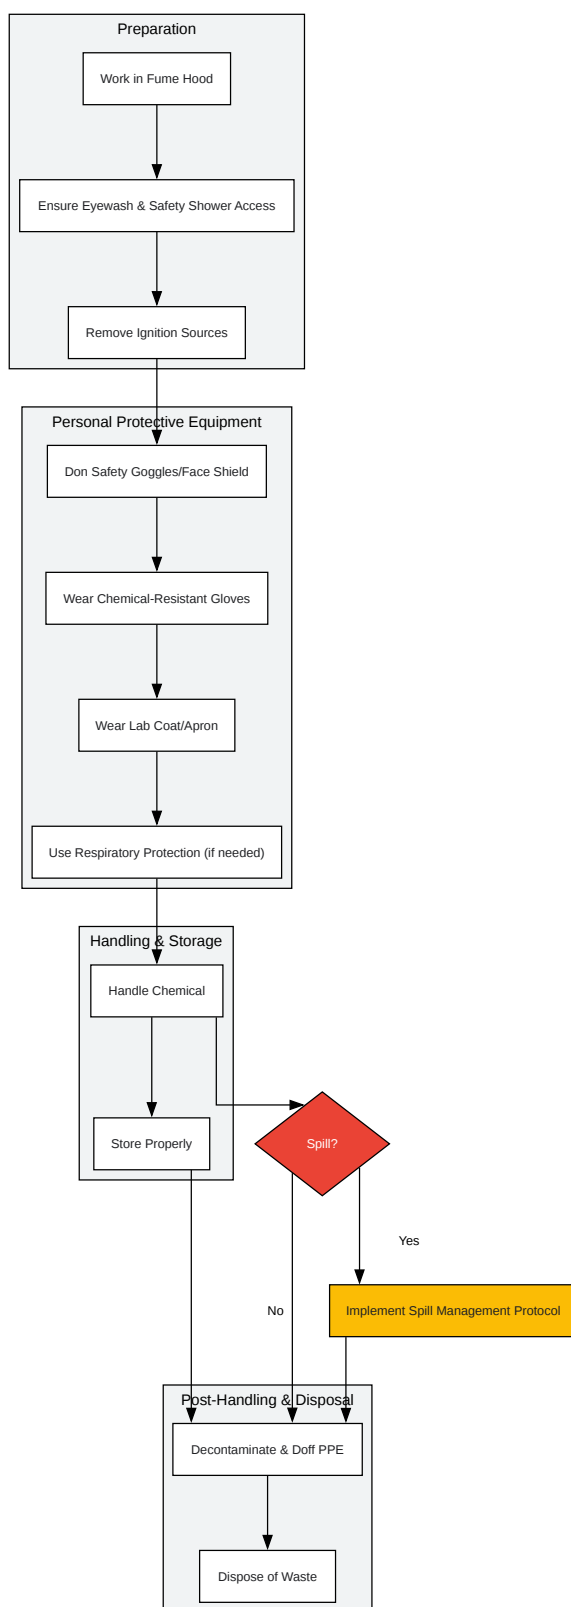 Preparation
Work in Fume Hood
Ensure Eyewash & Safety Shower Access
Remove Ignition Sources
Personal Protective Equipment
Don Safety Goggles/Face Shield
Wear Chemical-Resistant Gloves
Wear Lab Coat/Apron
Use Respiratory Protection (if needed)
Handling & Storage
Handle Chemical
Store Properly
Spill?
Yes
No
Implement Spill Management Protocol
Post-Handling & Disposal
Decontaminate & Doff PPE
Dispose of Waste